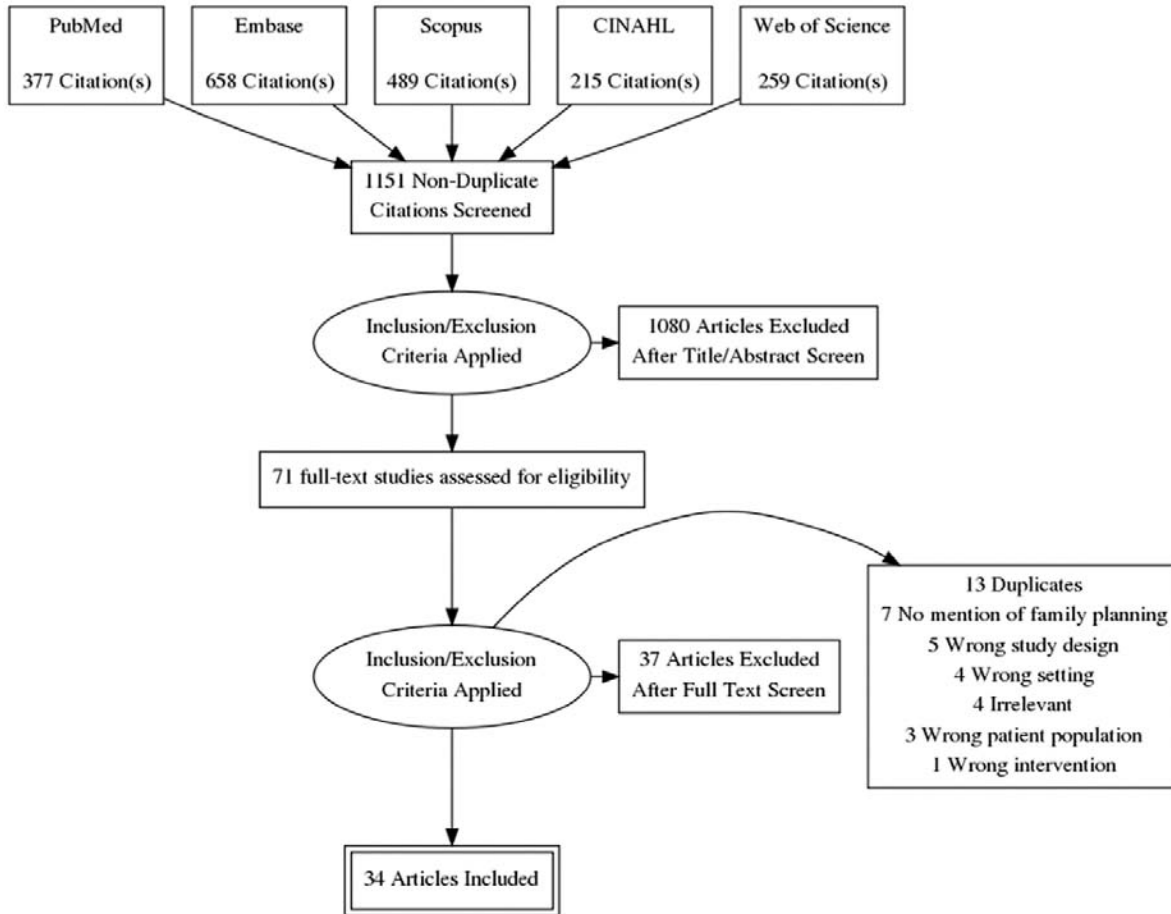 PubMed
377 Citation(s)
Embase
658 Citation(s)
Scopus
489 Citation(s)
CINAHL
215 Citation(s)
Web of Science
259 Citation(s)
1151 Non-Duplicate
Citations Screened
Inclusion/Exclusion
Criteria Applied
1080 Articles Excluded
After Title/Abstract Screen
71 full-text studies assessed for eligibility
Inclusion/Exclusion
Criteria Applied
37 Articles Excluded
After Full Text Screen
13 Duplicates
7 No mention of family planning
5 Wrong study design
4 Wrong setting
4 Irrelevant
3 Wrong patient population
1 Wrong intervention
34 Articles Included